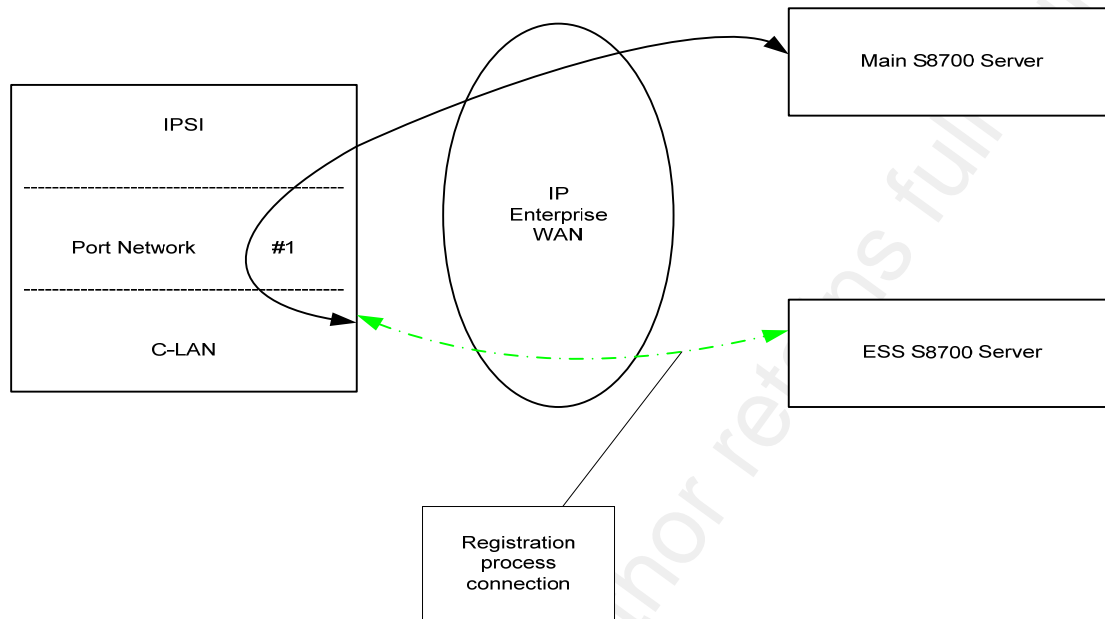 Main S8700 Server
IPSI
IP
Enterprise
WAN
Port Network #1
C-LAN
ESS S8700 Server
Registration
process
connection